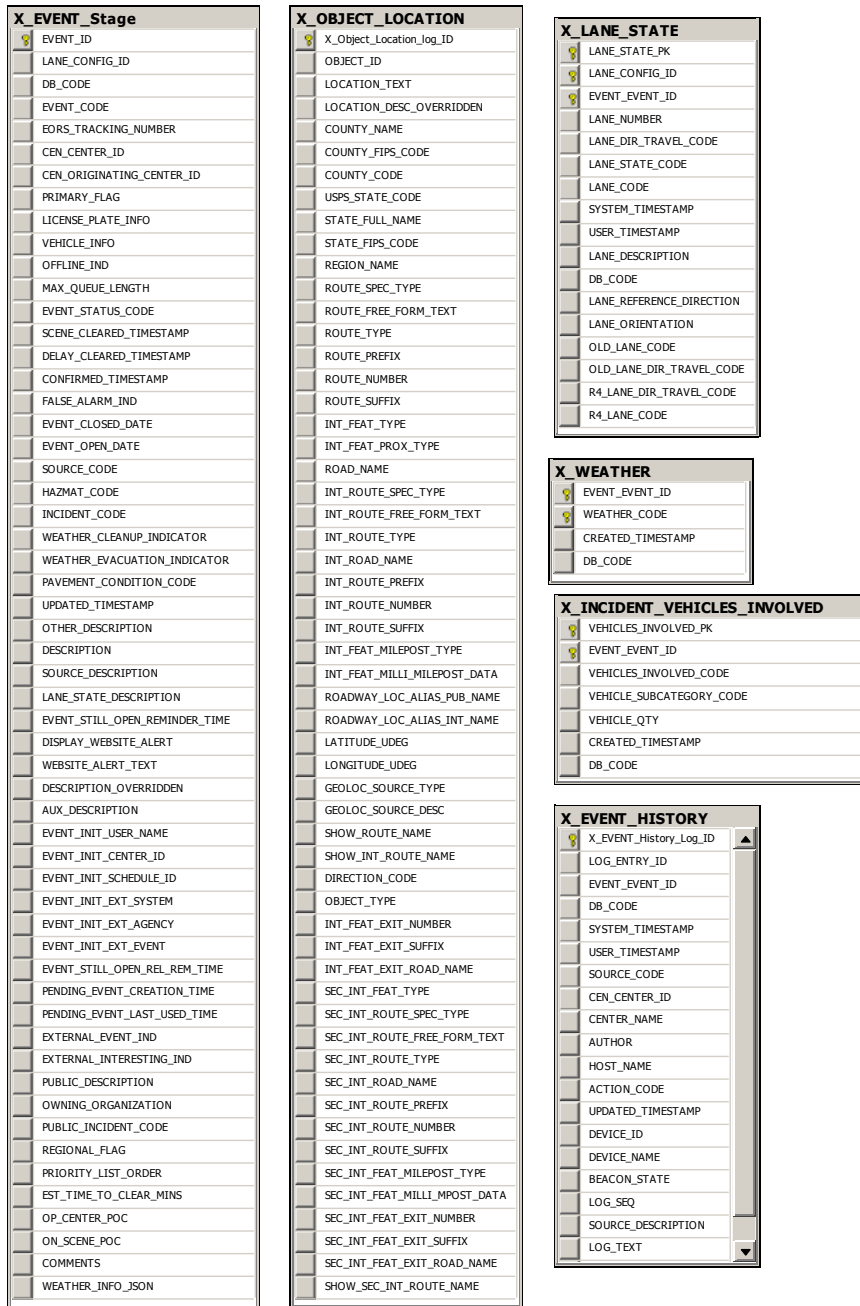 X_EVENT_Stage
EVENT_ID
LANE_CONFIG_ID
DB_CODE
EVENT_CODE
EORS_TRACKING_NUMBER
CEN_CENTER_ID
CEN_ORIGINATING_CENTER_ID
PRIMARY_FLAG
LICENSE_PLATE_INFO
VEHICLE_INFO
OFFLINE_IND
MAX_QUEUE_LENGTH
EVENT_STATUS_CODE
SCENE_CLEARED_TIMESTAMP
DELAY_CLEARED_TIMESTAMP
CONFIRMED_TIMESTAMP
FALSE_ALARM_IND
EVENT_CLOSED_DATE
EVENT_OPEN_DATE
SOURCE_CODE
HAZMAT_CODE
INCIDENT_CODE
WEATHER_CLEANUP_INDICATOR
WEATHER_EVACUATION_INDICATOR
PAVEMENT_CONDITION_CODE
UPDATED_TIMESTAMP
OTHER_DESCRIPTION
DESCRIPTION
SOURCE_DESCRIPTION
LANE_STATE_DESCRIPTION
EVENT_STILL_OPEN_REMINDER_TIME
DISPLAY_WEBSITE_ALERT
WEBSITE_ALERT_TEXT
DESCRIPTION_OVERRIDDEN
AUX_DESCRIPTION
EVENT_INIT_USER_NAME
EVENT_INIT_CENTER_ID
EVENT_INIT_SCHEDULE_ID
EVENT_INIT_EXT_SYSTEM
EVENT_INIT_EXT_AGENCY
EVENT_INIT_EXT_EVENT
EVENT_STILL_OPEN_REL_REM_TIME
PENDING_EVENT_CREATION_TIME
PENDING_EVENT_LAST_USED_TIME
EXTERNAL_EVENT_IND
EXTERNAL_INTERESTING_IND
PUBLIC_DESCRIPTION
OWNING_ORGANIZATION
PUBLIC_INCIDENT_CODE
REGIONAL_FLAG
PRIORITY_LIST_ORDER
EST_TIME_TO_CLEAR_MINS
OP_CENTER_POC
ON_SCENE_POC
COMMENTS
WEATHER_INFO_JSON
X_OBJECT_LOCATION
X_Object_Location_log_ID
OBJECT_ID
LOCATION_TEXT
LOCATION_DESC_OVERRIDDEN
COUNTY_NAME
COUNTY_FIPS_CODE
COUNTY_CODE
USPS_STATE_CODE
STATE_FULL_NAME
STATE_FIPS_CODE
REGION_NAME
ROUTE_SPEC_TYPE
ROUTE_FREE_FORM_TEXT
ROUTE_TYPE
ROUTE_PREFIX
ROUTE_NUMBER
ROUTE_SUFFIX
INT_FEAT_TYPE
INT_FEAT_PROX_TYPE
ROAD_NAME
INT_ROUTE_SPEC_TYPE
INT_ROUTE_FREE_FORM_TEXT
INT_ROUTE_TYPE
INT_ROAD_NAME
INT_ROUTE_PREFIX
INT_ROUTE_NUMBER
INT_ROUTE_SUFFIX
INT_FEAT_MILEPOST_TYPE
INT_FEAT_MILLI_MILEPOST_DATA
ROADWAY_LOC_ALIAS_PUB_NAME
ROADWAY_LOC_ALIAS_INT_NAME
LATITUDE_UDEG
LONGITUDE_UDEG
GEOLOC_SOURCE_TYPE
GEOLOC_SOURCE_DESC
SHOW_ROUTE_NAME
SHOW_INT_ROUTE_NAME
DIRECTION_CODE
OBJECT_TYPE
INT_FEAT_EXIT_NUMBER
INT_FEAT_EXIT_SUFFIX
INT_FEAT_EXIT_ROAD_NAME
SEC_INT_FEAT_TYPE
SEC_INT_ROUTE_SPEC_TYPE
SEC_INT_ROUTE_FREE_FORM_TEXT
SEC_INT_ROUTE_TYPE
SEC_INT_ROAD_NAME
SEC_INT_ROUTE_PREFIX
SEC_INT_ROUTE_NUMBER
SEC_INT_ROUTE_SUFFIX
SEC_INT_FEAT_MILEPOST_TYPE
SEC_INT_FEAT_MILLI_MPOST_DATA
SEC_INT_FEAT_EXIT_NUMBER
SEC_INT_FEAT_EXIT_SUFFIX
SEC_INT_FEAT_EXIT_ROAD_NAME
SHOW_SEC_INT_ROUTE_NAME
X_LANE_STATE
LANE_STATE_PK
LANE_CONFIG_ID
EVENT_EVENT_ID
LANE_NUMBER
LANE_DIR_TRAVEL_CODE
LANE_STATE_CODE
LANE_CODE
SYSTEM_TIMESTAMP
USER_TIMESTAMP
LANE_DESCRIPTION
DB_CODE
LANE_REFERENCE_DIRECTION
LANE_ORIENTATION
OLD_LANE_CODE
OLD_LANE_DIR_TRAVEL_CODE
R4_LANE_DIR_TRAVEL_CODE
R4_LANE_CODE
X_WEATHER
EVENT_EVENT_ID
WEATHER_CODE
CREATED_TIMESTAMP
DB_CODE
X_INCIDENT_VEHICLES_INVOLVED
VEHICLES_INVOLVED_PK
EVENT_EVENT_ID
VEHICLES_INVOLVED_CODE
VEHICLE_SUBCATEGORY_CODE
VEHICLE_QTY
CREATED_TIMESTAMP
DB_CODE
X_EVENT_HISTORY
X_EVENT_History_Log_ID
LOG_ENTRY_ID
EVENT_EVENT_ID
DB_CODE
SYSTEM_TIMESTAMP
USER_TIMESTAMP
SOURCE_CODE
CEN_CENTER_ID
CENTER_NAME
AUTHOR
HOST_NAME
ACTION_CODE
UPDATED_TIMESTAMP
DEVICE_ID
DEVICE_NAME
BEACON_STATE
LOG_SEQ
SOURCE_DESCRIPTION
LOG_TEXT